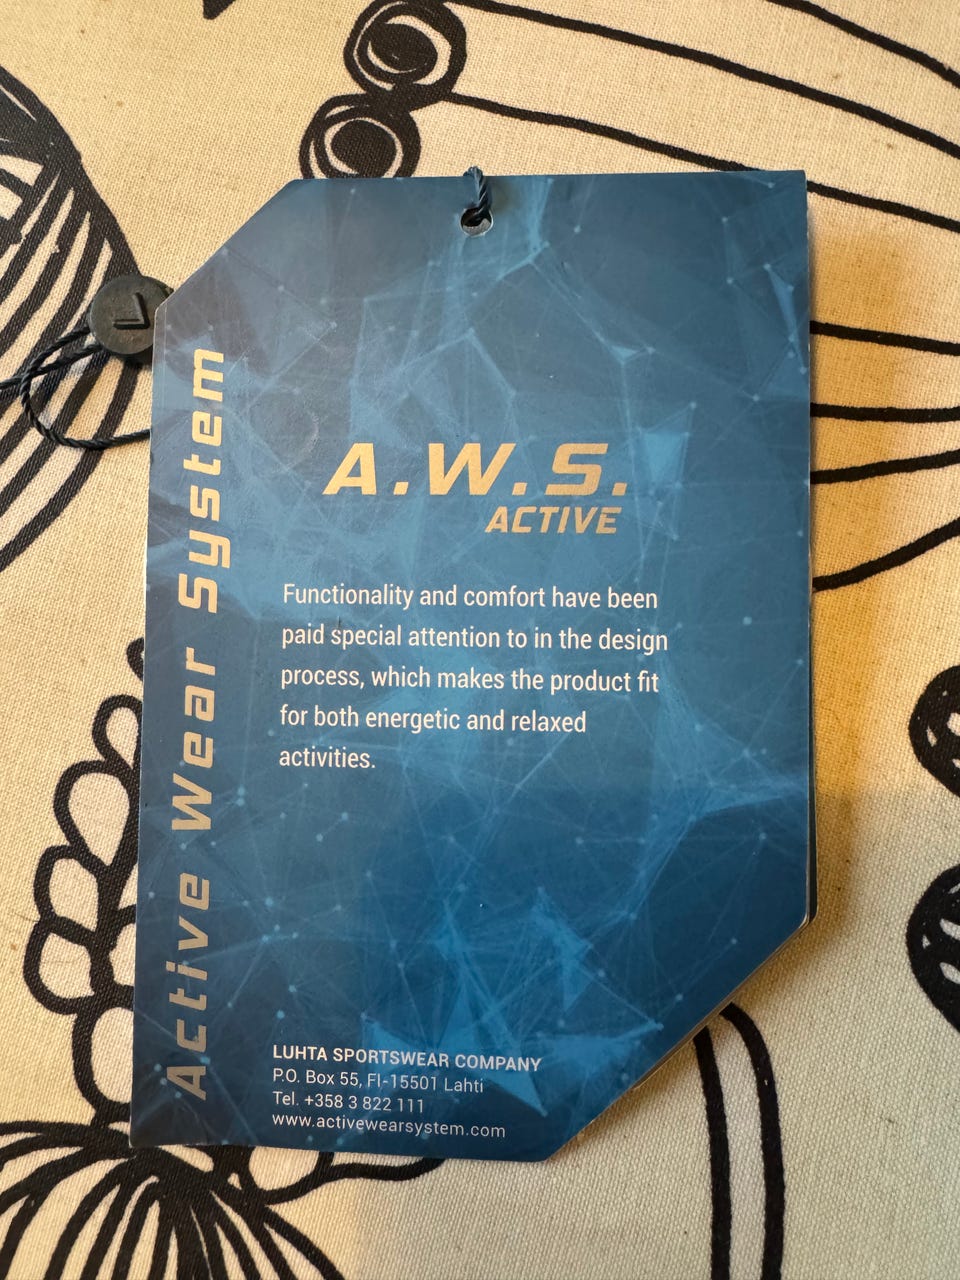 Active Wear System
A.W.S.
ACTIVE
Functionality and comfort have been
paid special attention to in the design
process, which makes the product fit
for both energetic and relaxed
activities.
LUHTA SPORTSWEAR COMPANY
P.O. Box 55, FI-15501 Lahti
Tel. +358 3 822 111
www.activewearsystem.com